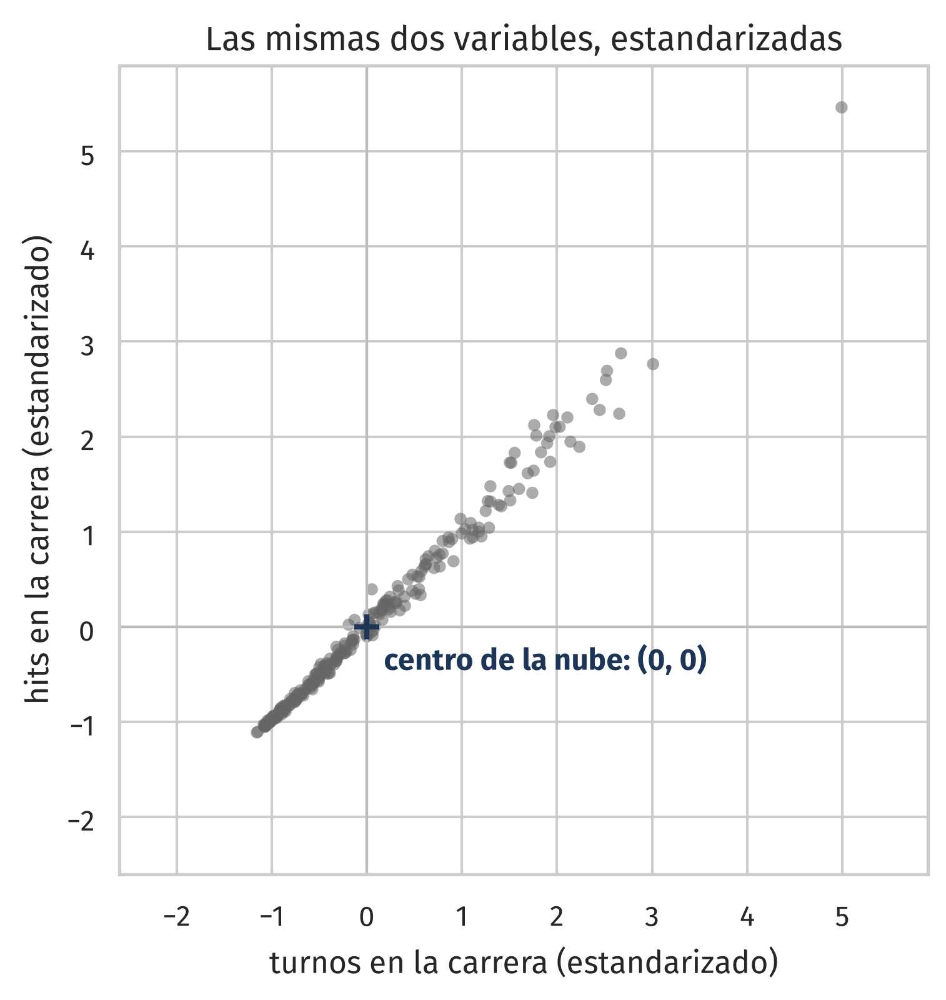 Las mismas dos variables, estandarizadas
hits en la carrera (estandarizado)
5
4
3
2
1
0
−1
−2
centro de la nube: (0, 0)
−2 −1 0 1 2 3 4 5
turnos en la carrera (estandarizado)